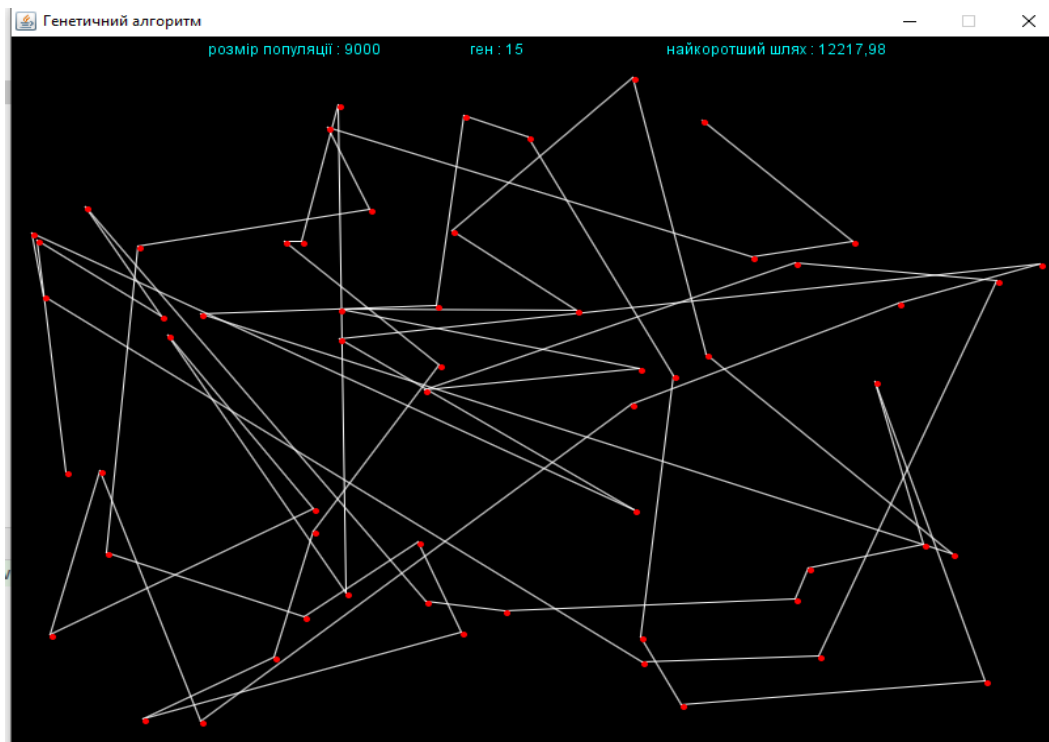 Генетичний алгоритм
розмір популяції : 9000 ген : 15 найкоротший шлях : 12217,98